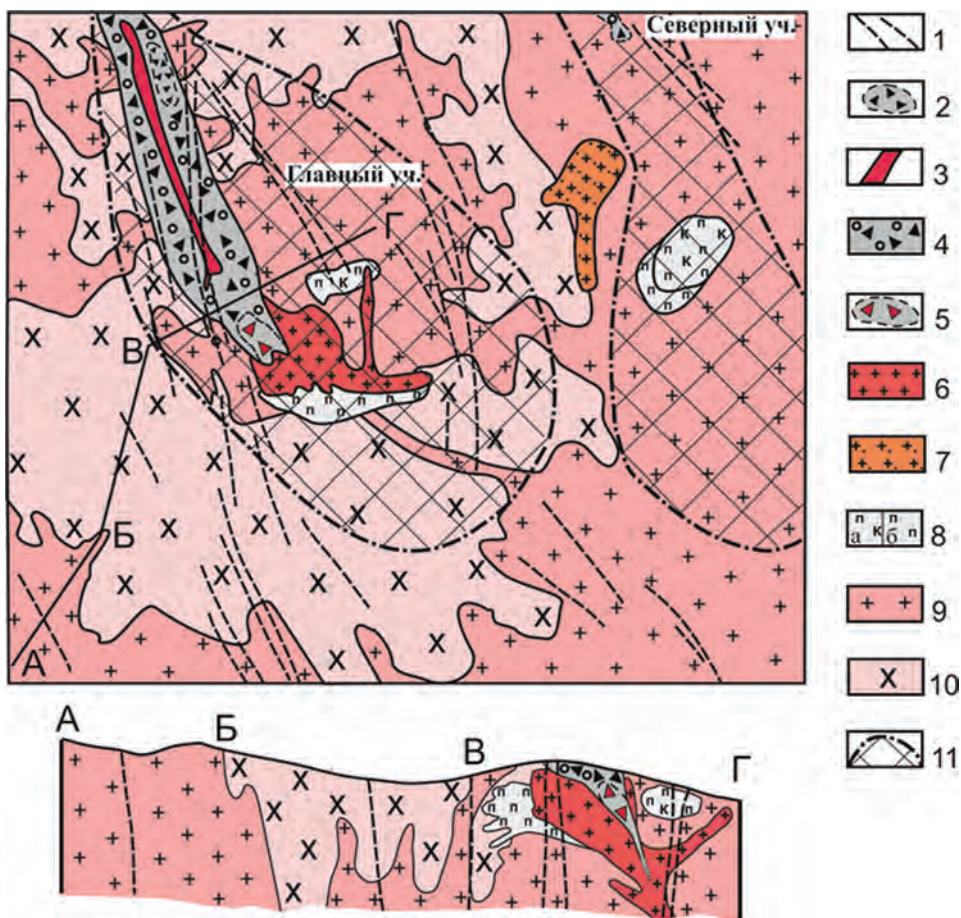 Северный уч.
Главный уч.
Г
В
Б
А
п
к п
п
п к
п п п
п п
п к
к
п
п п
1
2
3
4
5
6
7
п п
а к б п
8
9
10
11
А
Б
В
Г
п п
п п
п п
п п
к